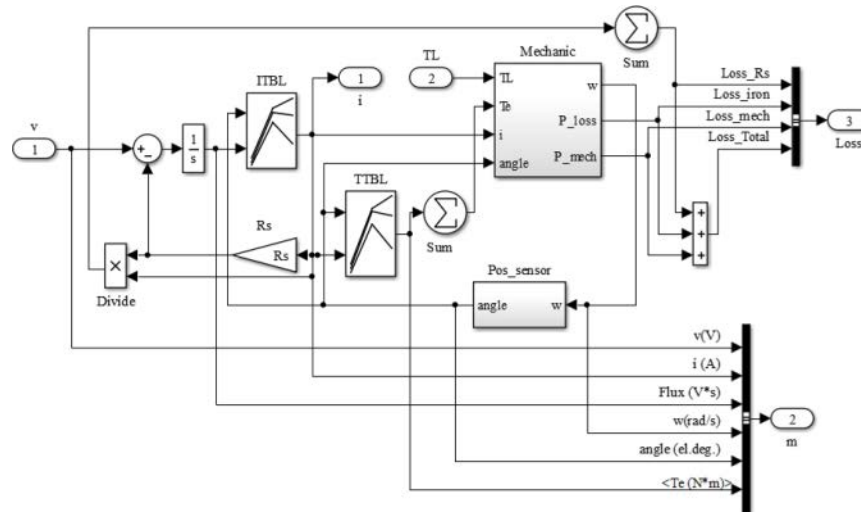 Σ
Sum
TL
2
Mechanic
TL
Te
i
angle
w
P_loss
P_mech
Loss_Rs
Loss_iron
Loss_mech
Loss_Total
3
Loss
ITBL
1
i
v
1
+
−
1
s
TTBL
Σ
Sum
+
+
+
Rs
Rs
×
Divide
Pos_sensor
angle
w
v(V)
i (A)
Flux (V*s)
w(rad/s)
angle (el.deg.)
<Te (N*m)>
2
m